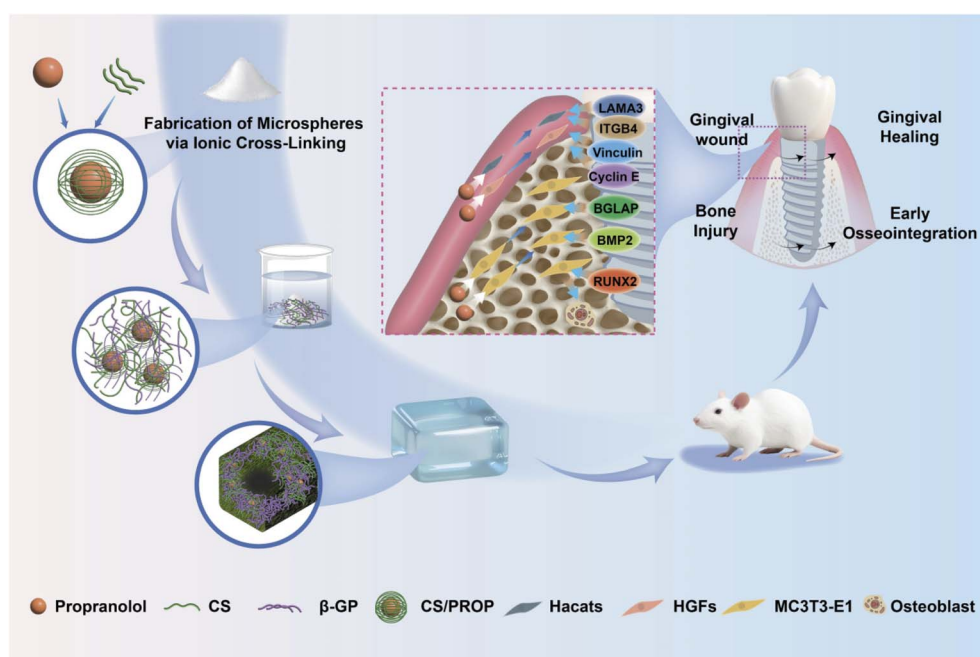 Fabrication of Microspheres
via Ionic Cross-Linking
LAMA3
ITGB4
Vinculin
Cyclin E
BGLAP
BMP2
RUNX2
Gingival
wound
Gingival
Healing
Bone
Injury
Early
Osseointegration
Propranolol
CS
β-GP
CS/PROP
Hacats
HGFs
MC3T3-E1
Osteoblast